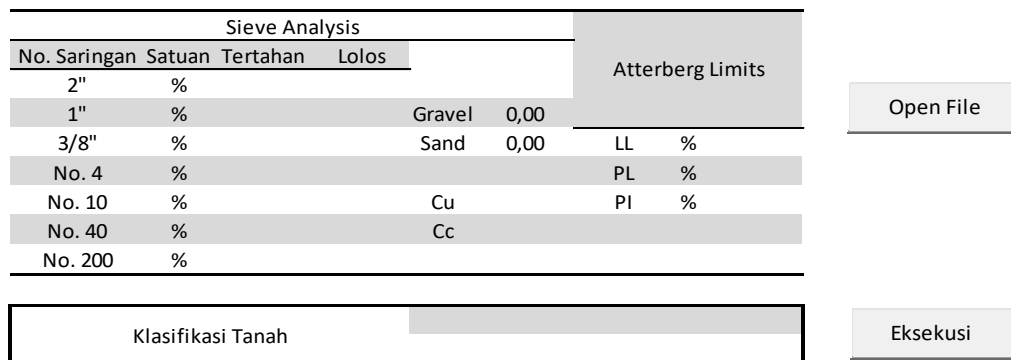 Sieve Analysis
No. Saringan Satuan Tertahan Lolos
Atterberg Limits
2" %
1" % Gravel 0,00
Open File
3/8" % Sand 0,00 LL %
No. 4 % PL %
No. 10 % Cu PI %
No. 40 % Cc
No. 200 %
Klasifikasi Tanah
Eksekusi